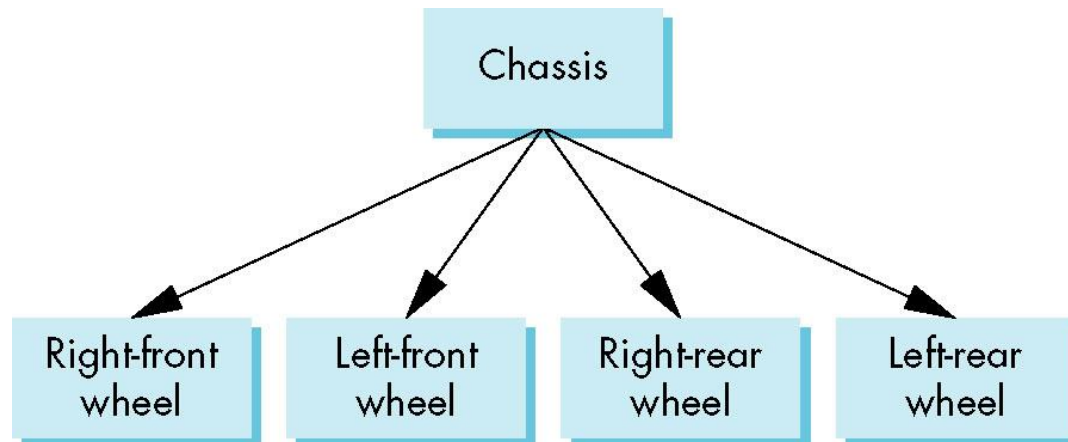 Chassis
Right-front
wheel
Left-front
wheel
Right-rear
wheel
Left-rear
wheel